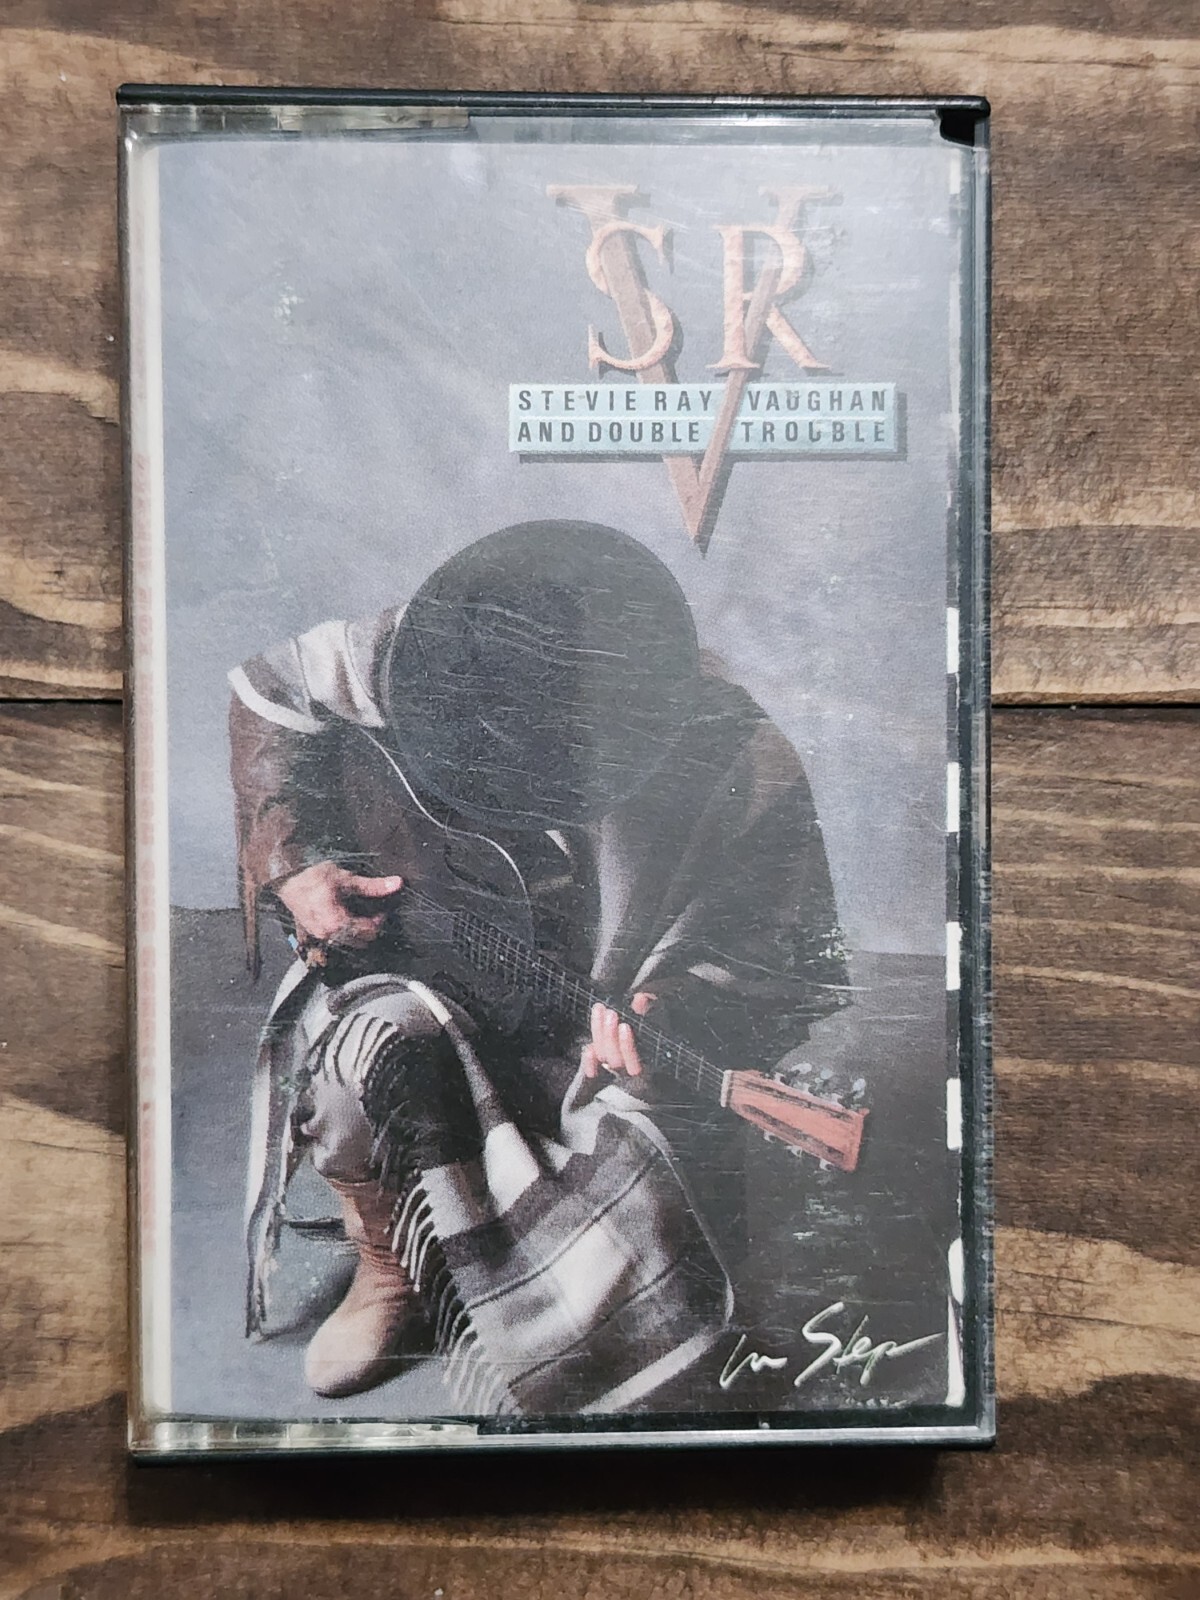 SRV
STEVIE RAY VAUGHAN
AND DOUBLE TROUBLE
In Step